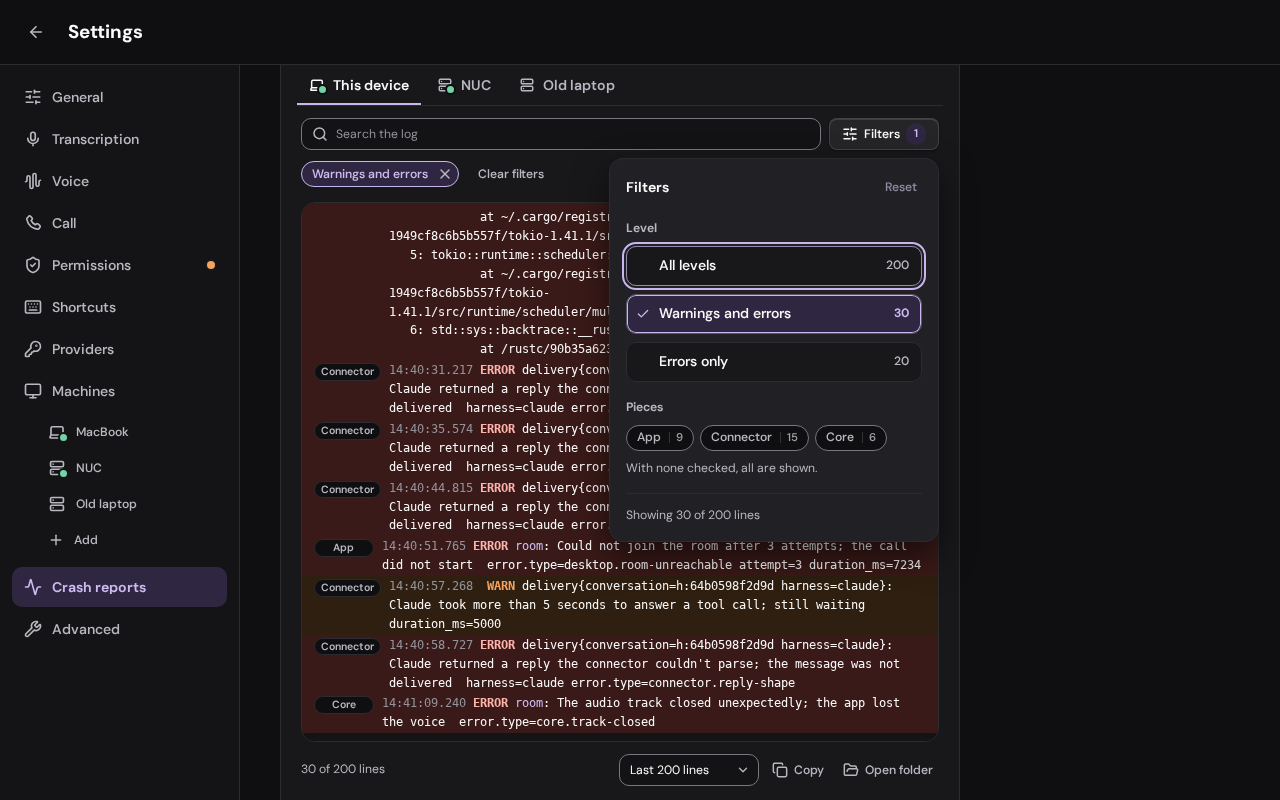 Settings
General
Transcription
Voice
Call
Permissions
Shortcuts
Providers
Machines
MacBook
NUC
Old laptop
Add
Crash reports
Advanced
This device
NUC
Old laptop
Search the log
Filters 1
Warnings and errors
Clear filters
at ~/.cargo/registr
1949cf8c6b5b557f/tokio-1.41.1/sr
5: tokio::runtime::scheduler:
at ~/.cargo/registr
1949cf8c6b5b557f/tokio-
1.41.1/src/runtime/scheduler/mul
6: std::sys::backtrace::__rus
at /rustc/90b35a623
Connector 14:40:31.217 ERROR delivery{conv
Claude returned a reply the conn
delivered harness=claude error.
Connector 14:40:35.574 ERROR delivery{conv
Claude returned a reply the conn
delivered harness=claude error.
Connector 14:40:44.815 ERROR delivery{conv
Claude returned a reply the conn
delivered harness=claude error.
App 14:40:51.765 ERROR room: Could not join the room after 3 attempts; the call
did not start error.type=desktop.room-unreachable attempt=3 duration_ms=7234
Connector 14:40:57.268 WARN delivery{conversation=h:64b0598f2d9d harness=claude}:
Claude took more than 5 seconds to answer a tool call; still waiting
duration_ms=5000
Connector 14:40:58.727 ERROR delivery{conversation=h:64b0598f2d9d harness=claude}:
Claude returned a reply the connector couldn't parse; the message was not
delivered harness=claude error.type=connector.reply-shape
Core 14:41:09.240 ERROR room: The audio track closed unexpectedly; the app lost
the voice error.type=core.track-closed
Filters
Reset
Level
All levels 200
Warnings and errors 30
Errors only 20
Pieces
App 9
Connector 15
Core 6
With none checked, all are shown.
Showing 30 of 200 lines
30 of 200 lines
Last 200 lines
Copy
Open folder